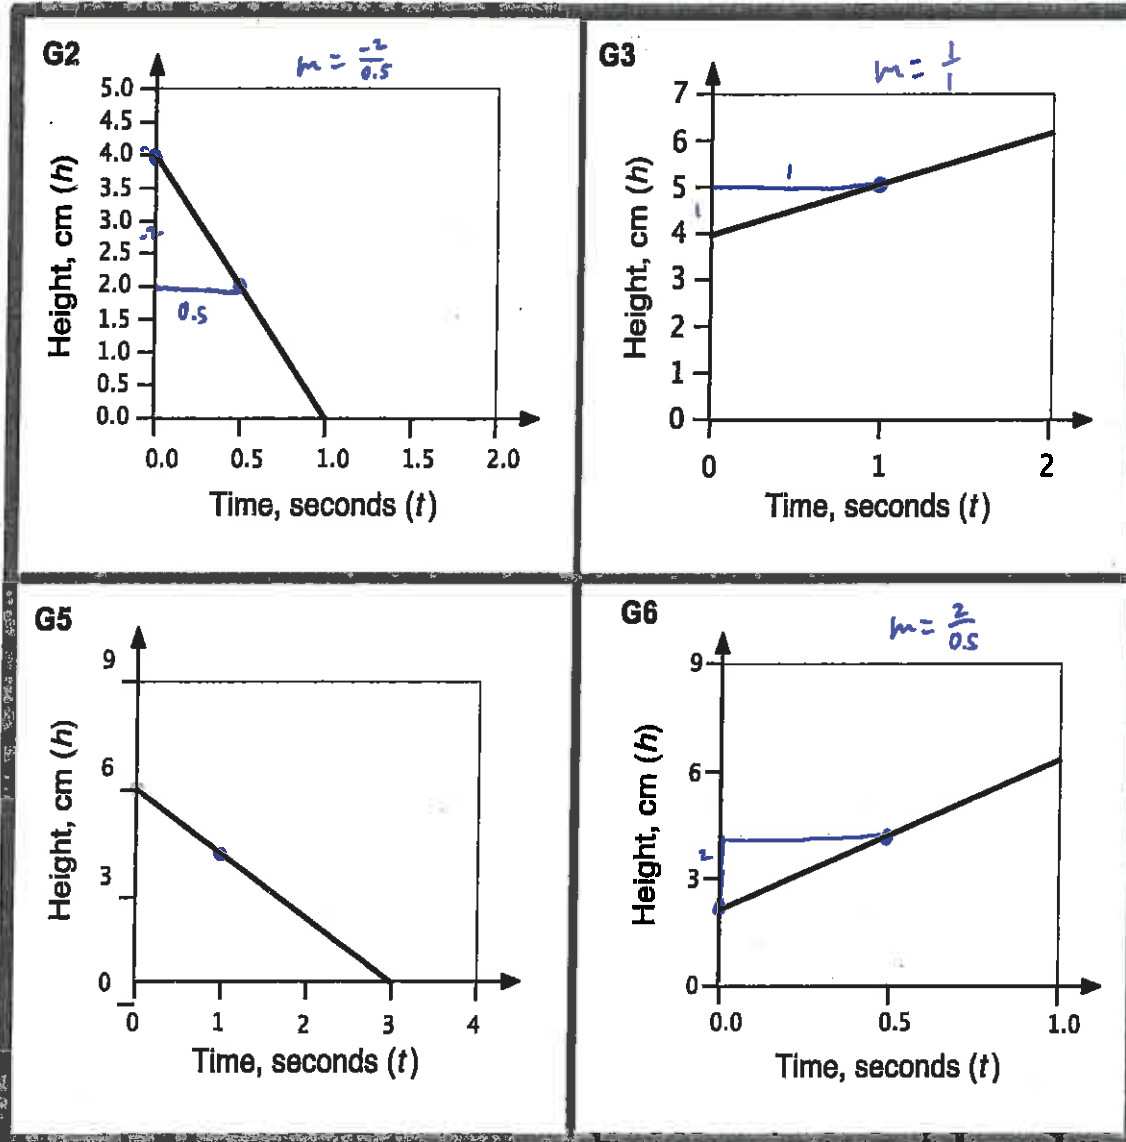 G2
m = -2/0.5
5.0
4.5
4.0
3.5
3.0
-2
2.5
2.0
1.5
1.0
0.5
0.0
0.5
0.0 0.5 1.0 1.5 2.0
Height, cm (h)
Time, seconds (t)
G3
m = 1/1
7
6
5
4
3
2
1
0
1
1
0 1 2
Height, cm (h)
Time, seconds (t)
G5
9
6
3
0
0 1 2 3 4
Height, cm (h)
Time, seconds (t)
G6
m = 2/0.5
9
6
3
0
2
0.0 0.5 1.0
Height, cm (h)
Time, seconds (t)